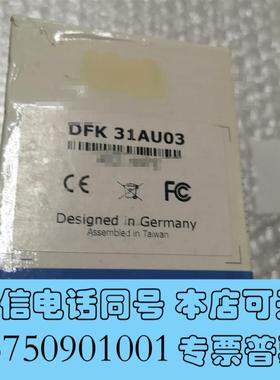 DFK 31AU03
CE FC
Designed in Germany
Assembled in Taiwan
信电话同号 本店可
3750901001 专票普